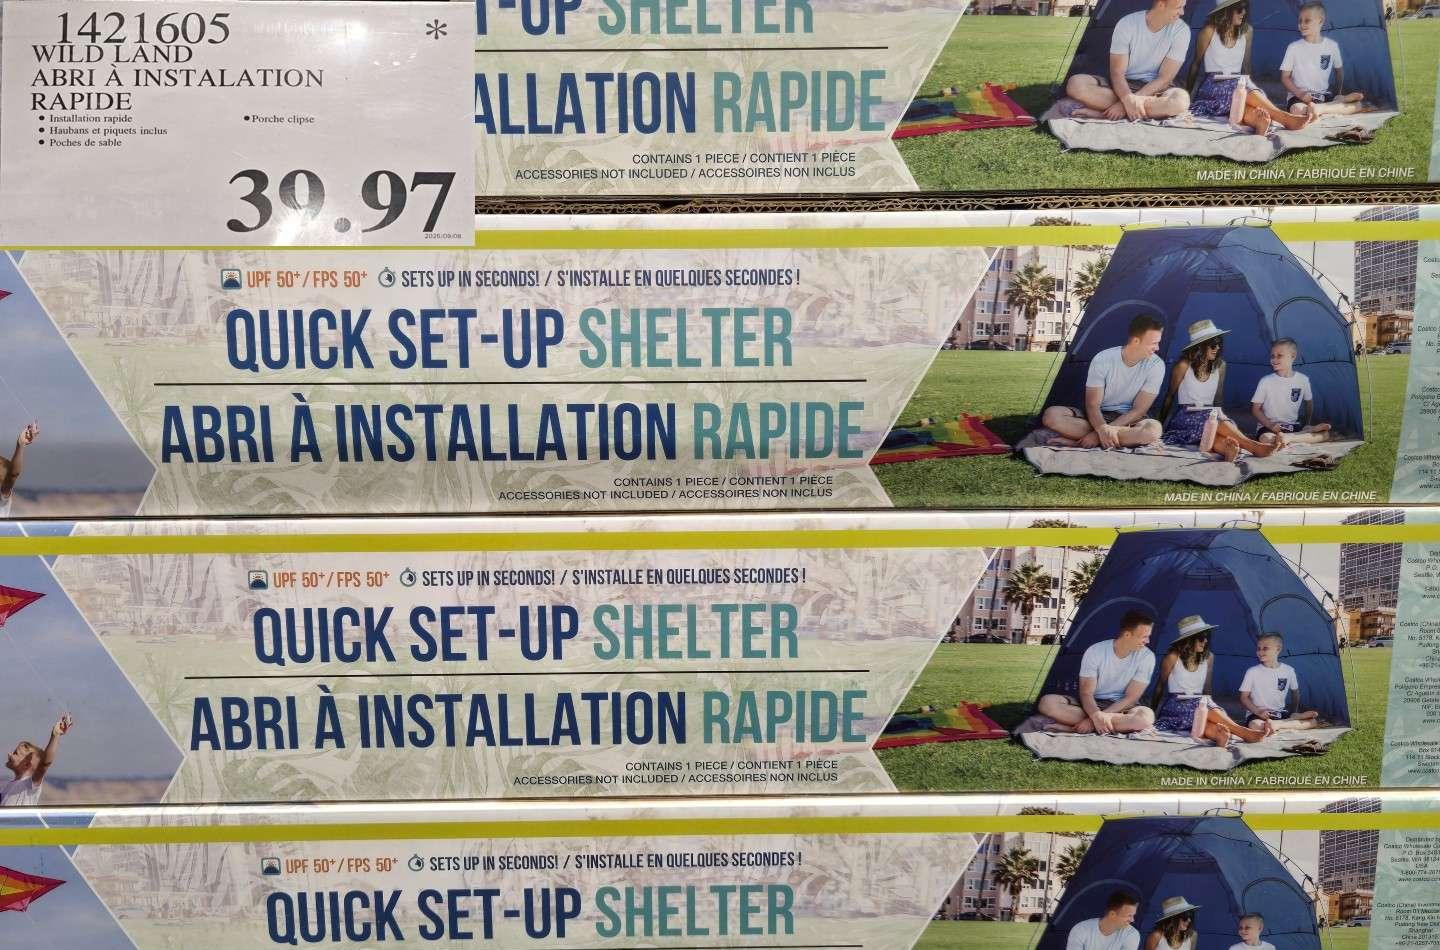 1421605 *
WILD LAND
ABRI À INSTALATION
RAPIDE
• Installation rapide
• Haubans et piquets inclus
• Poches de sable
• Porche clipse
39.97
T-UP SHELTER
ALLATION RAPIDE
CONTAINS 1 PIECE / CONTIENT 1 PIÈCE
ACCESSORIES NOT INCLUDED / ACCESSOIRES NON INCLUS
MADE IN CHINA / FABRIQUÉ EN CHINE
UPF 50+ / FPS 50+ SETS UP IN SECONDS! / S'INSTALLE EN QUELQUES SECONDES !
QUICK SET-UP SHELTER
ABRI À INSTALLATION RAPIDE
CONTAINS 1 PIECE / CONTIENT 1 PIÈCE
ACCESSORIES NOT INCLUDED / ACCESSOIRES NON INCLUS
MADE IN CHINA / FABRIQUÉ EN CHINE
UPF 50+ / FPS 50+ SETS UP IN SECONDS! / S'INSTALLE EN QUELQUES SECONDES !
QUICK SET-UP SHELTER
ABRI À INSTALLATION RAPIDE
CONTAINS 1 PIECE / CONTIENT 1 PIÈCE
ACCESSORIES NOT INCLUDED / ACCESSOIRES NON INCLUS
MADE IN CHINA / FABRIQUÉ EN CHINE
UPF 50+ / FPS 50+ SETS UP IN SECONDS! / S'INSTALLE EN QUELQUES SECONDES !
QUICK SET-UP SHELTER